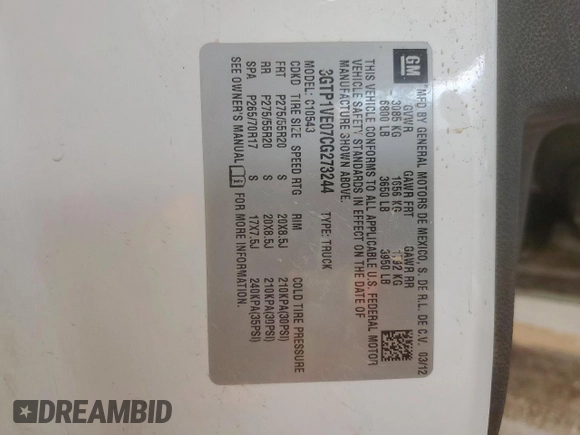 GM
MFD BY GENERAL MOTORS DE MEXICO, S. DE R.L. DE C.V. 03/12
GVWR GAWR FRT GAWR RR
3085 KG 1656 KG 1792 KG
6800 LB 3650 LB 3950 LB
THIS VEHICLE CONFORMS TO ALL APPLICABLE U.S. FEDERAL MOTOR
VEHICLE SAFETY STANDARDS IN EFFECT ON THE DATE OF
MANUFACTURE SHOWN ABOVE.
3GTP1VE07CG273244 TYPE: TRUCK
MODEL: C10543
CDKD TIRE SIZE SPEED RTG RIM COLD TIRE PRESSURE
FRT P275/55R20 S 20X8.5J 210KPA(30PSI)
RR P275/55R20 S 20X8.5J 210KPA(30PSI)
SPA P265/70R17 S 17X7.5J 240KPA(35PSI)
SEE OWNER'S MANUAL FOR MORE INFORMATION
DREAMBID